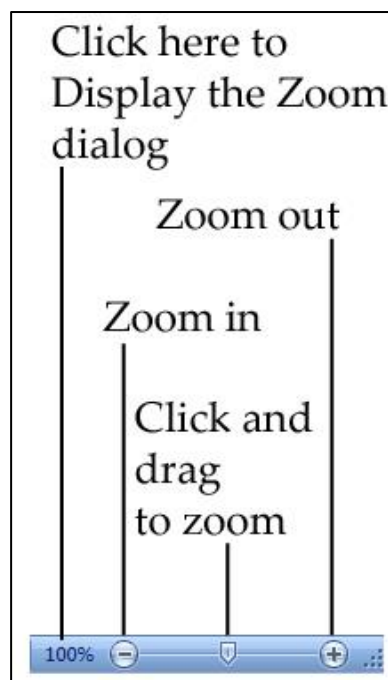 Click here to
Display the Zoom
dialog
Zoom out
Zoom in
Click and
drag
to zoom
100%